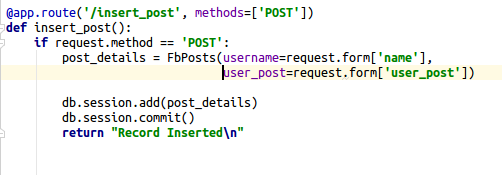 @app.route('/insert_post', methods=['POST'])
def insert_post():
    if request.method == 'POST':
        post_details = FbPosts(username=request.form['name'],
                               user_post=request.form['user_post'])

        db.session.add(post_details)
        db.session.commit()
        return "Record Inserted\n"